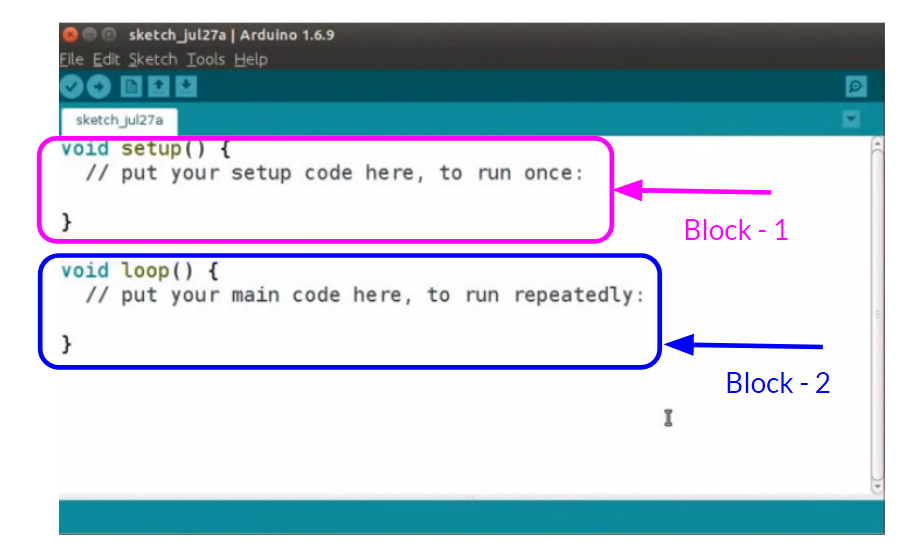 sketch_jul27a | Arduino 1.6.9
File Edit Sketch Tools Help
sketch_jul27a
void setup() {
// put your setup code here, to run once:
}
Block - 1
void loop() {
// put your main code here, to run repeatedly:
}
Block - 2